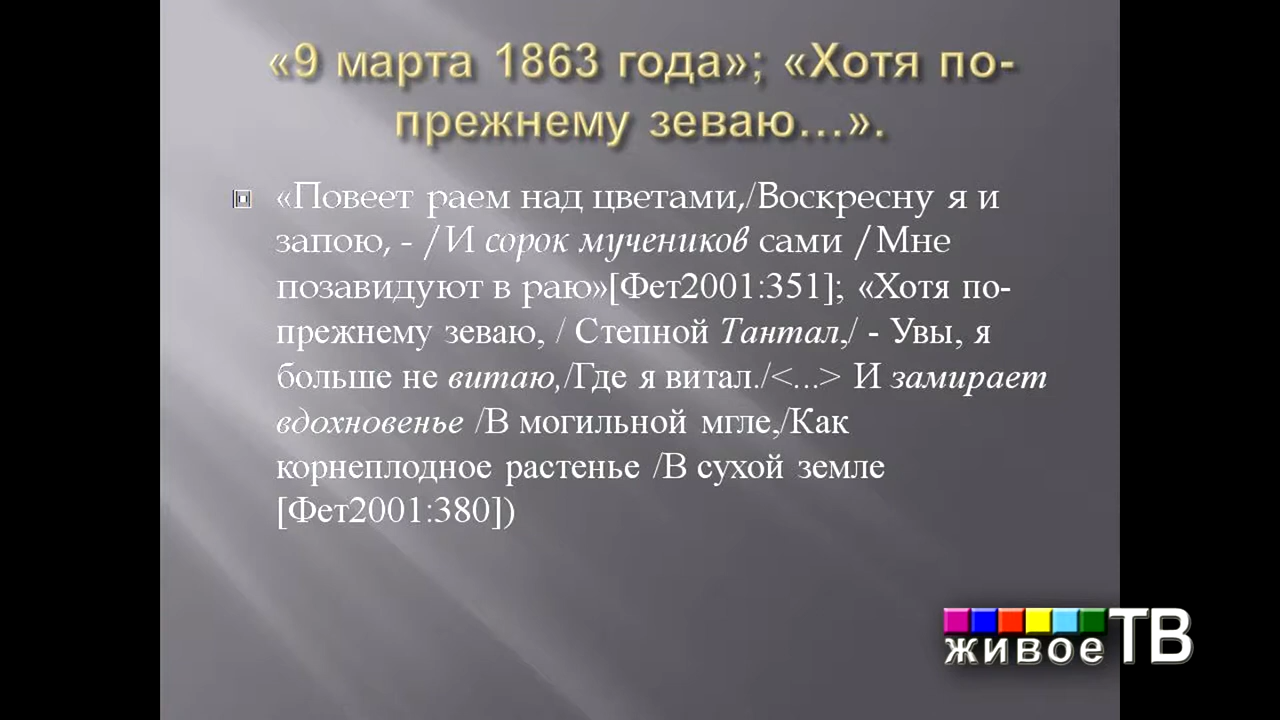 «9 марта 1863 года»; «Хотя по-
прежнему зеваю…».
«Повеет раем над цветами,/Воскресну я и
запою, - /И сорок мучеников сами /Мне
позавидуют в раю»[Фет2001:351]; «Хотя по-
прежнему зеваю, / Степной Тантал,/ - Увы, я
больше не витаю,/Где я витал./<...> И замирает
вдохновенье /В могильной мгле,/Как
корнеплодное растенье /В сухой земле
[Фет2001:380])
живое ТВ